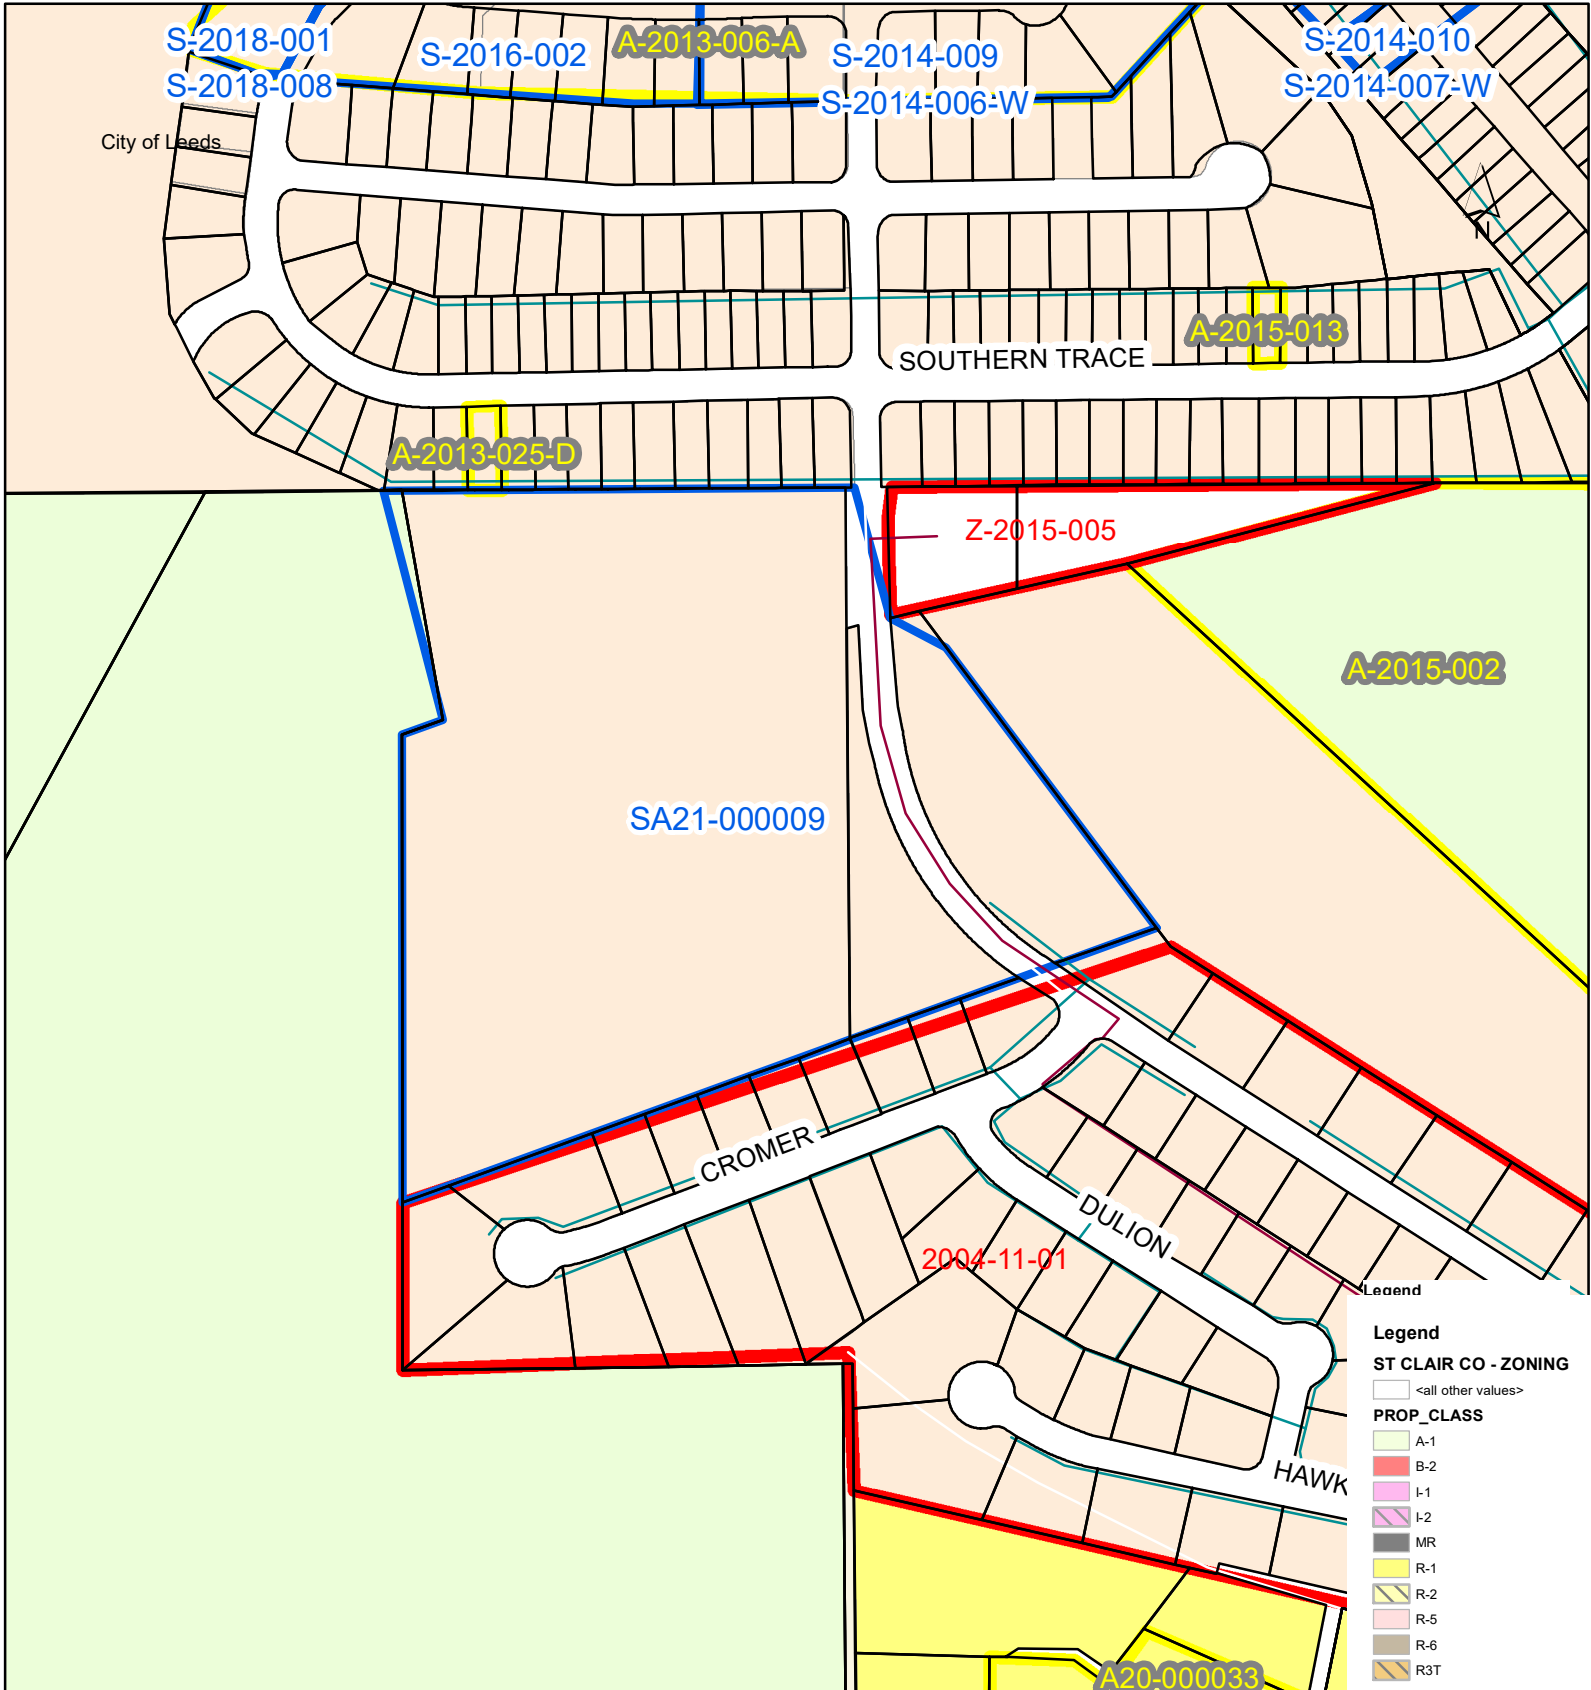 S-2018-001
S-2016-002
A-2013-006-A
S-2014-009
S-2014-010
S-2018-008
S-2014-006-W
S-2014-007-W
City of Leeds
N
A-2015-013
SOUTHERN TRACE
A-2013-025-D
Z-2015-005
A-2015-002
SA21-000009
CROMER
DULION
2004-11-01
HAWK
A20-000033
Legend
Legend
ST CLAIR CO - ZONING
<all other values>
PROP_CLASS
A-1
B-2
I-1
I-2
MR
R-1
R-2
R-5
R-6
R3T